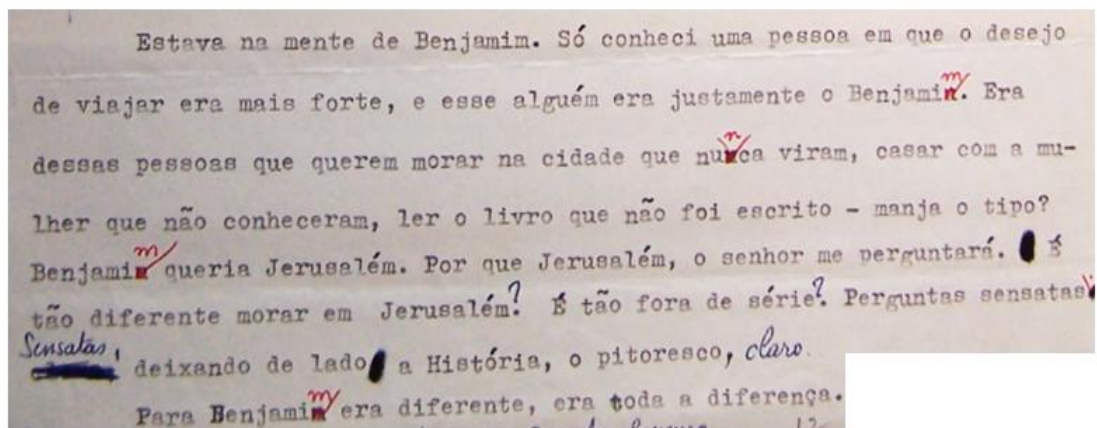 Estava na mente de Benjamim. Só conheci uma pessoa em que o desejo
de viajar era mais forte, e esse alguém era justamente o Benjamim. Era
dessas pessoas que querem morar na cidade que nunca viram, casar com a mu-
lher que não conheceram, ler o livro que não foi escrito - manja o tipo?
Benjamim queria Jerusalém. Por que Jerusalém, o senhor me perguntará. É
tão diferente morar em Jerusalém? É tão fora de série? Perguntas sensatas
Sensatas, deixando de lado a História, o pitoresco, claro.
Para Benjamim era diferente, era toda a diferença.